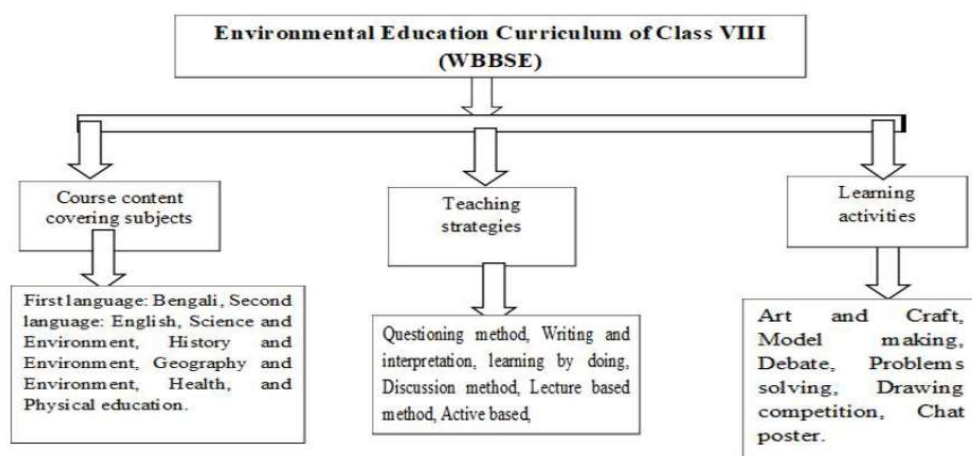 Environmental Education Curriculum of Class VIII
(WBBSE)
Course content
covering subjects
Teaching
strategies
Learning
activities
First language: Bengali, Second
language: English, Science and
Environment, History and
Environment, Geography and
Environment, Health, and
Physical education.
Questioning method, Writing and
interpretation, learning by doing,
Discussion method, Lecture based
method, Active based,
Art and Craft,
Model making,
Debate, Problems
solving, Drawing
competition, Chat
poster.